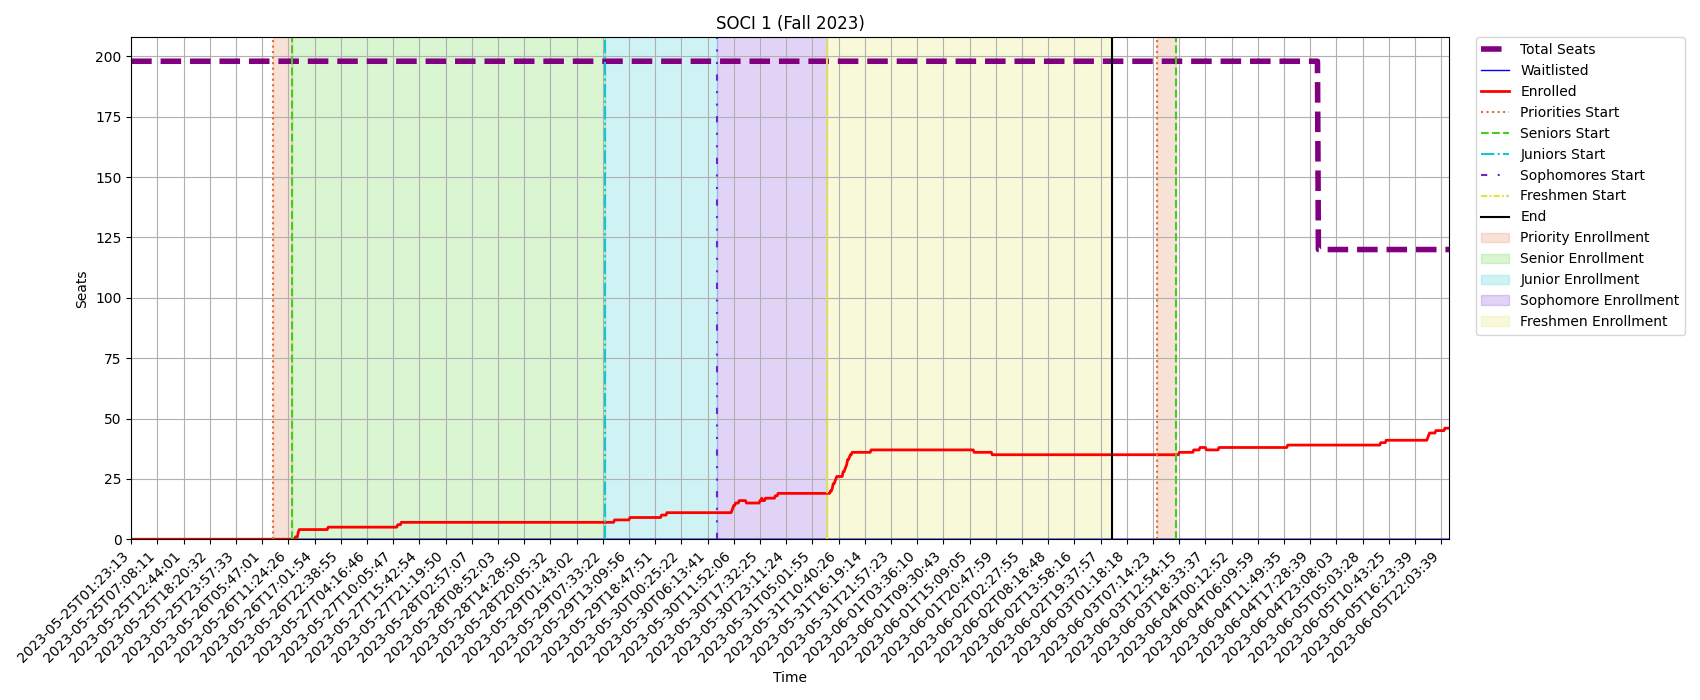 SOCI 1 (Fall 2023)
200
175
150
125
100
75
50
25
0
Seats
2023-05-25T01:23:13
2023-05-25T07:08:11
2023-05-25T12:44:01
2023-05-25T18:20:32
2023-05-25T23:57:33
2023-05-26T05:47:01
2023-05-26T11:24:26
2023-05-26T17:01:54
2023-05-26T22:38:55
2023-05-27T04:16:46
2023-05-27T10:05:47
2023-05-27T15:42:54
2023-05-27T21:19:50
2023-05-28T02:57:07
2023-05-28T08:52:03
2023-05-28T14:28:50
2023-05-28T20:05:32
2023-05-29T01:43:02
2023-05-29T07:33:22
2023-05-29T13:09:56
2023-05-29T18:47:51
2023-05-30T00:25:22
2023-05-30T06:13:41
2023-05-30T11:52:06
2023-05-30T17:32:25
2023-05-30T23:11:24
2023-05-31T05:01:55
2023-05-31T10:40:26
2023-05-31T16:19:14
2023-05-31T21:57:23
2023-06-01T03:36:10
2023-06-01T09:30:43
2023-06-01T15:09:05
2023-06-01T20:47:59
2023-06-02T02:27:55
2023-06-02T08:18:48
2023-06-02T13:58:16
2023-06-02T19:37:57
2023-06-03T01:18:18
2023-06-03T07:14:23
2023-06-03T12:54:15
2023-06-03T18:33:37
2023-06-04T00:12:52
2023-06-04T06:09:59
2023-06-04T11:49:35
2023-06-04T17:28:39
2023-06-04T23:08:03
2023-06-05T05:03:28
2023-06-05T10:43:25
2023-06-05T16:23:39
2023-06-05T22:03:39
Time
Total Seats
Waitlisted
Enrolled
Priorities Start
Seniors Start
Juniors Start
Sophomores Start
Freshmen Start
End
Priority Enrollment
Senior Enrollment
Junior Enrollment
Sophomore Enrollment
Freshmen Enrollment